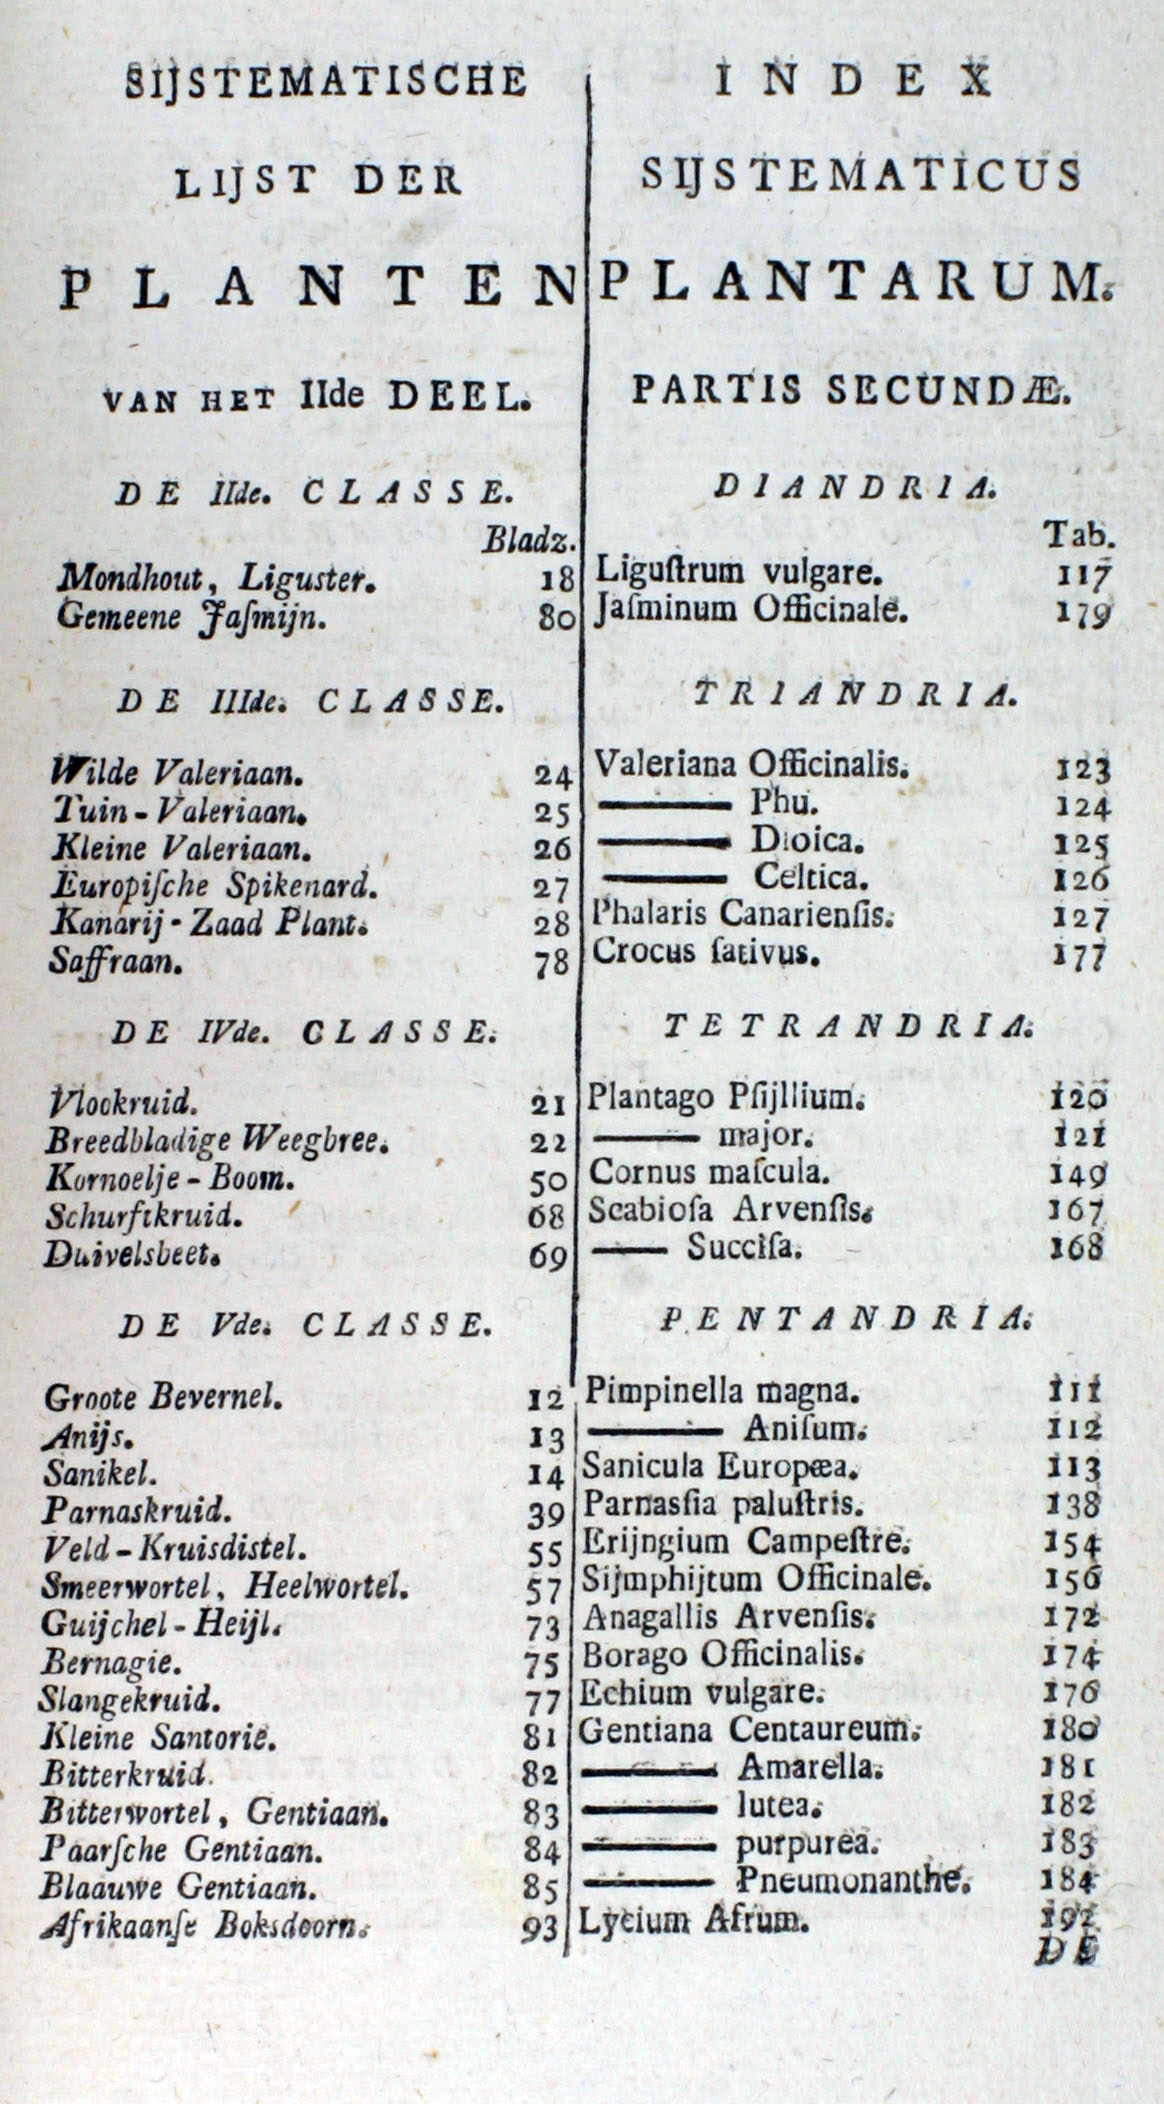 SIJSTEMATISCHE
LIJST DER
PLANTEN
VAN HET IIde DEEL.
DE IIde. CLASSE.
Bladz.
Mondhout, Liguster. 18
Gemeene Jaſmijn. 80
DE IIIde. CLASSE.
Wilde Valeriaan. 24
Tuin-Valeriaan. 25
Kleine Valeriaan. 26
Europiſche Spikenard. 27
Kanarij-Zaad Plant. 28
Saffraan. 78
DE IVde. CLASSE.
Vlookruid. 21
Breedbladige Weegbree. 22
Kornoelje-Boom. 50
Schurftkruid. 68
Duivelsbeet. 69
DE Vde. CLASSE.
Groote Bevernel. 12
Anijs. 13
Sanikel. 14
Parnaskruid. 39
Veld-Kruisdistel. 55
Smeerwortel, Heelwortel. 57
Guijchel-Heijl. 73
Bernagie. 75
Slangekruid. 77
Kleine Santorie. 81
Bitterkruid. 82
Bitterwortel, Gentiaan. 83
Paarſche Gentiaan. 84
Blaauwe Gentiaan. 85
Afrikaanſe Boksdoorn. 93
INDEX
SIJSTEMATICUS
PLANTARUM.
PARTIS SECUNDÆ.
DIANDRIA.
Tab.
Liguſtrum vulgare. 117
Jaſminum Officinale. 179
TRIANDRIA.
Valeriana Officinalis. 123
—— Phu. 124
—— Dioica. 125
—— Celtica. 126
Phalaris Canarienſis. 127
Crocus ſativus. 177
TETRANDRIA.
Plantago Pſijllium. 120
—— major. 121
Cornus maſcula. 149
Scabioſa Arvenſis. 167
—— Succiſa. 168
PENTANDRIA.
Pimpinella magna. 111
—— Aniſum. 112
Sanicula Europæa. 113
Parnasſia paluſtris. 138
Erijngium Campeſtre. 154
Sijmphijtum Officinale. 156
Anagallis Arvenſis. 172
Borago Officinalis. 174
Echium vulgare. 176
Gentiana Centaureum. 180
—— Amarella. 181
—— lutea. 182
—— purpurea. 183
—— Pneumonanthe. 184
Lycium Afrum. 192
DE